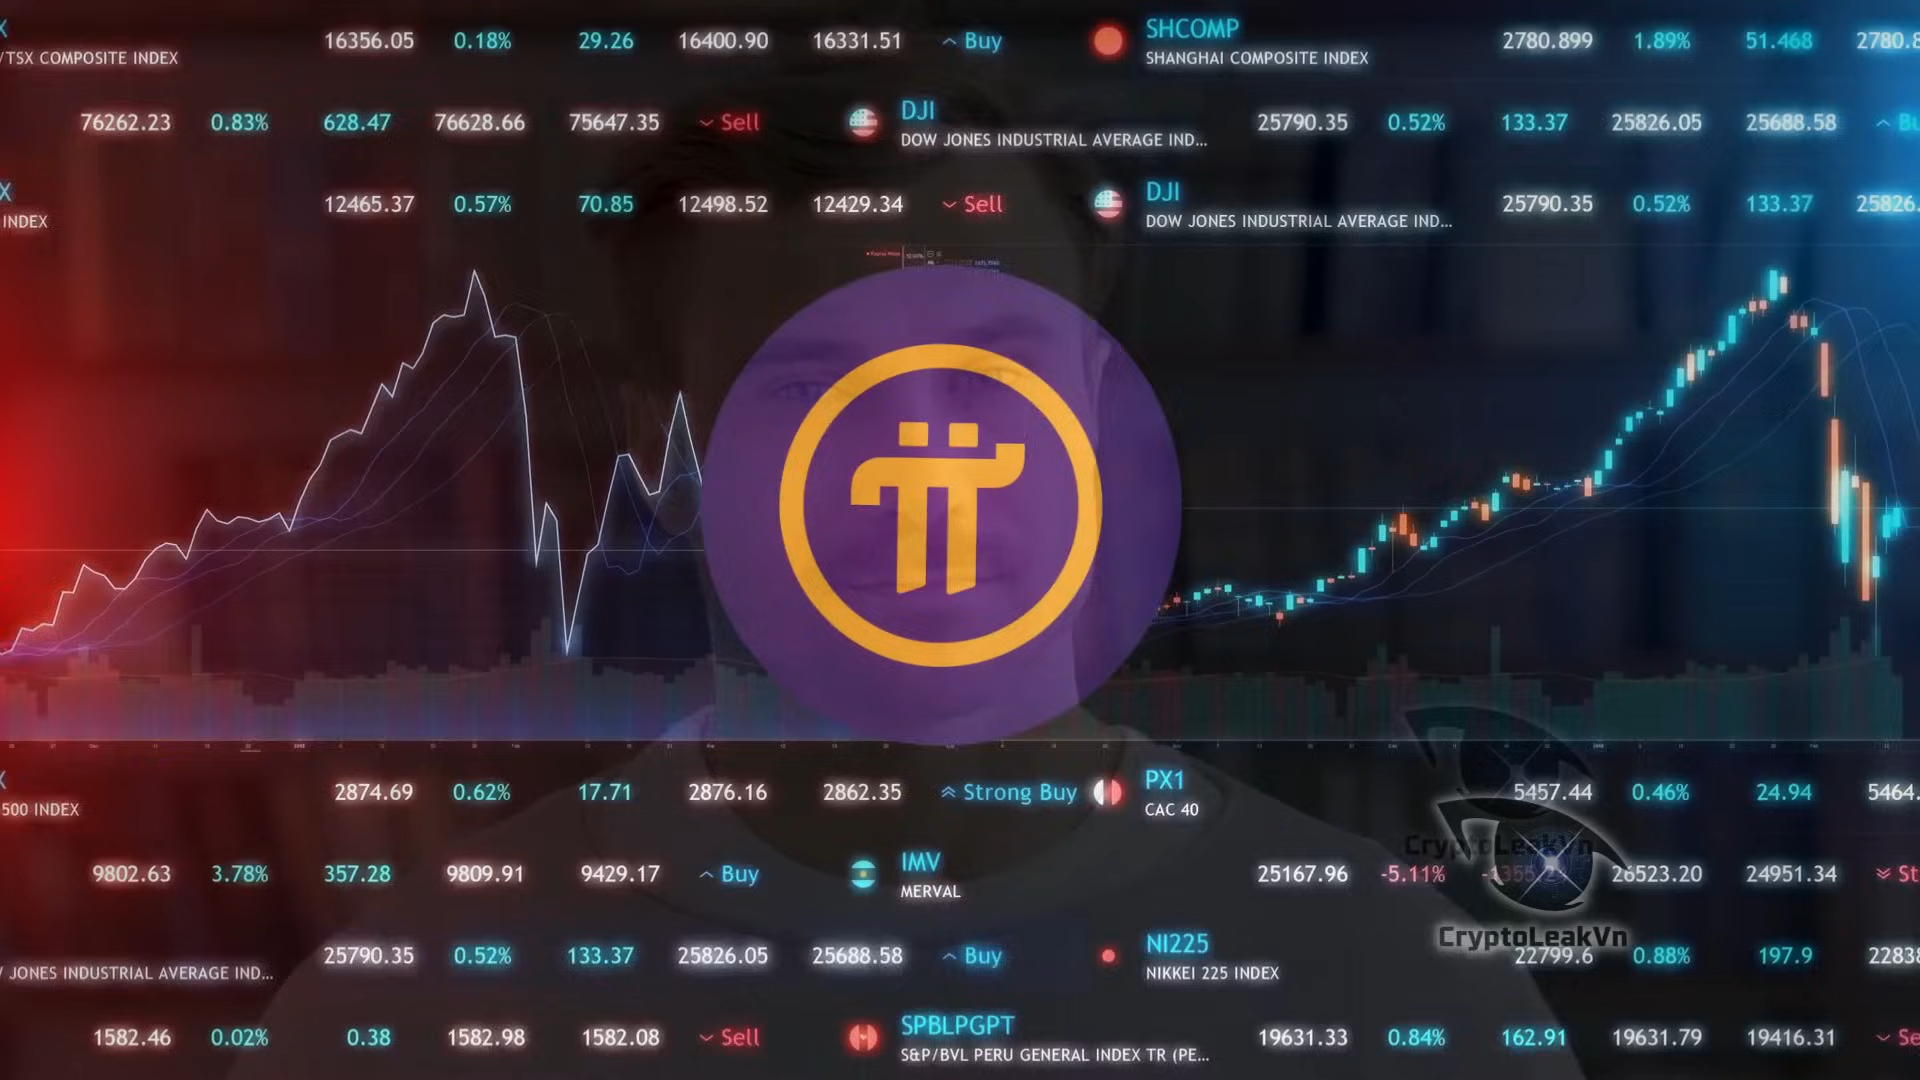 X 16356.05 0.18% 29.26 16400.90 16331.51 Buy SHCOMP 2780.899 1.89% 51.468 2780.8
/TSX COMPOSITE INDEX SHANGHAI COMPOSITE INDEX
76262.23 0.83% 628.47 76628.66 75647.35 Sell DJI 25790.35 0.52% 133.37 25826.05 25688.58 Bu
DOW JONES INDUSTRIAL AVERAGE IND...
X 12465.37 0.57% 70.85 12498.52 12429.34 Sell DJI 25790.35 0.52% 133.37 25826.
INDEX DOW JONES INDUSTRIAL AVERAGE IND...
X 2874.69 0.62% 17.71 2876.16 2862.35 Strong Buy PX1 5457.44 0.46% 24.94 5464.
500 INDEX CAC 40
CryptoLeakVn
9802.63 3.78% 357.28 9809.91 9429.17 Buy IMV 25167.96 -5.11% 26523.20 24951.34 St
MERVAL
CryptoLeakVn
25790.35 0.52% 133.37 25826.05 25688.58 Buy NI225 22799.6 0.88% 197.9 22838
JONES INDUSTRIAL AVERAGE IND... NIKKEI 225 INDEX
1582.46 0.02% 0.38 1582.98 1582.08 Sell SPBLPGPT 19631.33 0.84% 162.91 19631.79 19416.31 Se
S&P/BVL PERU GENERAL INDEX TR (PE...